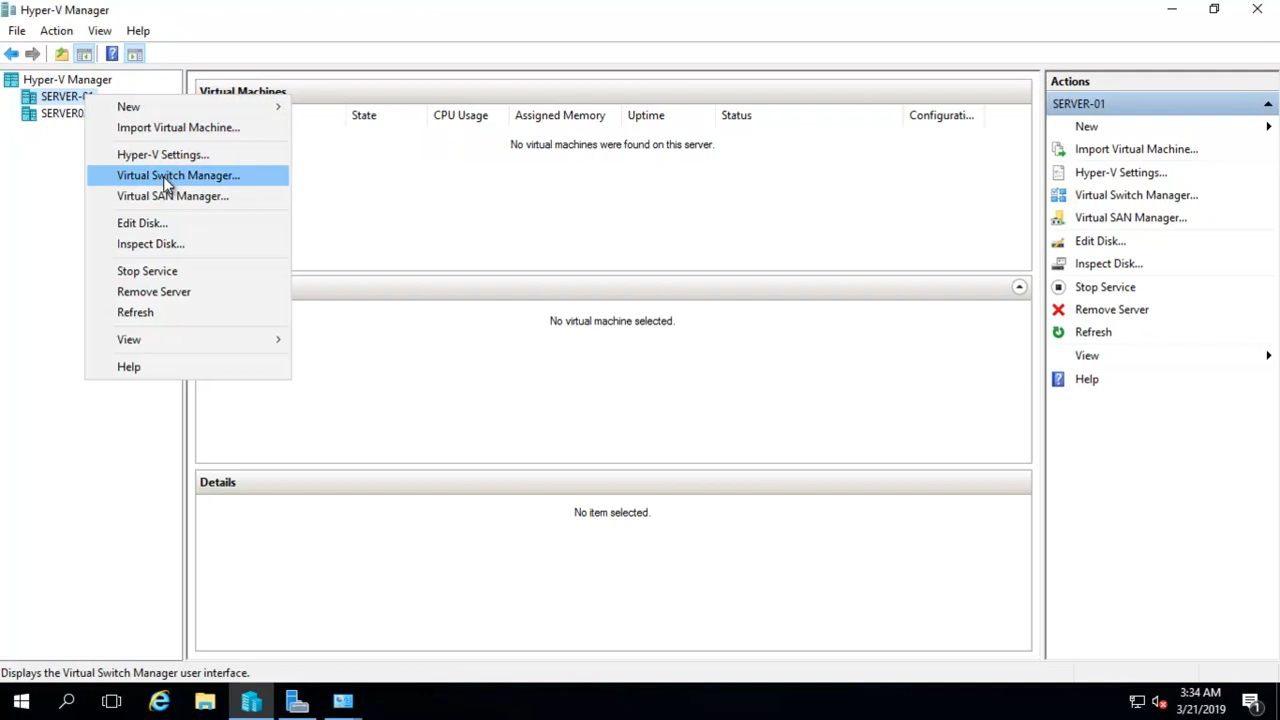 Hyper-V Manager
File Action View Help
Hyper-V Manager
SERVER-01
SERVER0
New
Import Virtual Machine...
Hyper-V Settings...
Virtual Switch Manager...
Virtual SAN Manager...
Edit Disk...
Inspect Disk...
Stop Service
Remove Server
Refresh
View
Help
Virtual Machines
State CPU Usage Assigned Memory Uptime Status Configurati...
No virtual machines were found on this server.
No virtual machine selected.
Details
No item selected.
Actions
SERVER-01
New
Import Virtual Machine...
Hyper-V Settings...
Virtual Switch Manager...
Virtual SAN Manager...
Edit Disk...
Inspect Disk...
Stop Service
Remove Server
Refresh
View
Help
Displays the Virtual Switch Manager user interface.
3:34 AM
3/21/2019
1